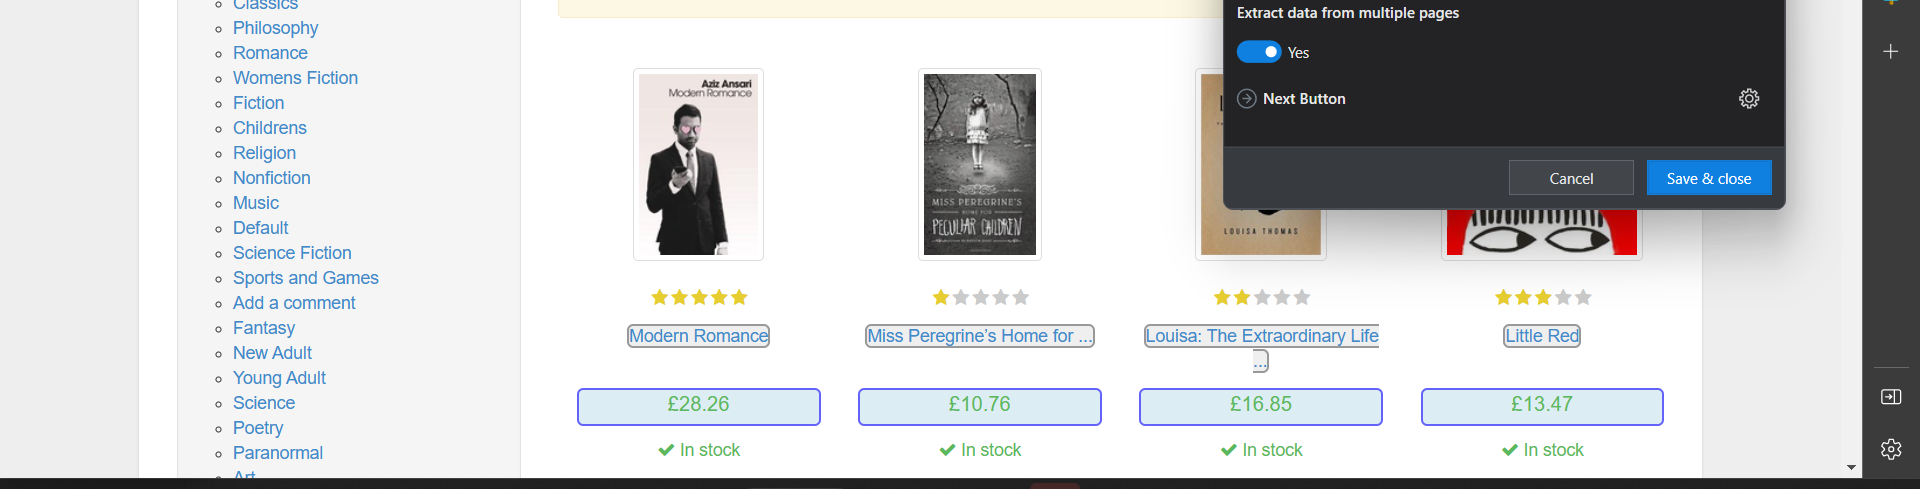 Classics
Philosophy
Romance
Womens Fiction
Fiction
Childrens
Religion
Nonfiction
Music
Default
Science Fiction
Sports and Games
Add a comment
Fantasy
New Adult
Young Adult
Science
Poetry
Paranormal
Art
Extract data from multiple pages
Yes
Next Button
Cancel
Save & close
Aziz Ansari
Modern Romance
MISS PEREGRINE'S
HOME FOR
PECULIAR CHILDREN
LOUISA THOMAS
Modern Romance
Miss Peregrine’s Home for ...
Louisa: The Extraordinary Life
...
Little Red
£28.26
£10.76
£16.85
£13.47
In stock
In stock
In stock
In stock